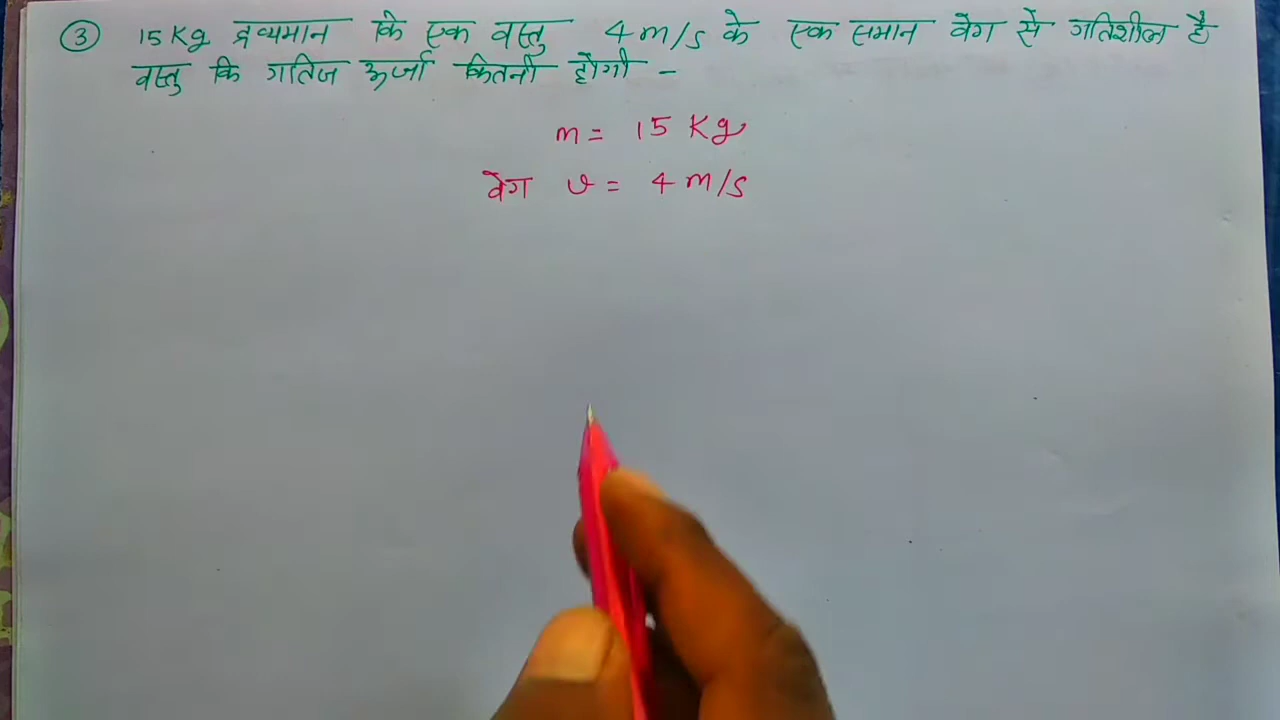 ③ 15 Kg द्रव्यमान कि एक वस्तु 4 m/s के एक समान वेग से गतिशील है
वस्तु कि गतिज ऊर्जा कितनी होगी -
m = 15 Kg
वेग v = 4 m/s